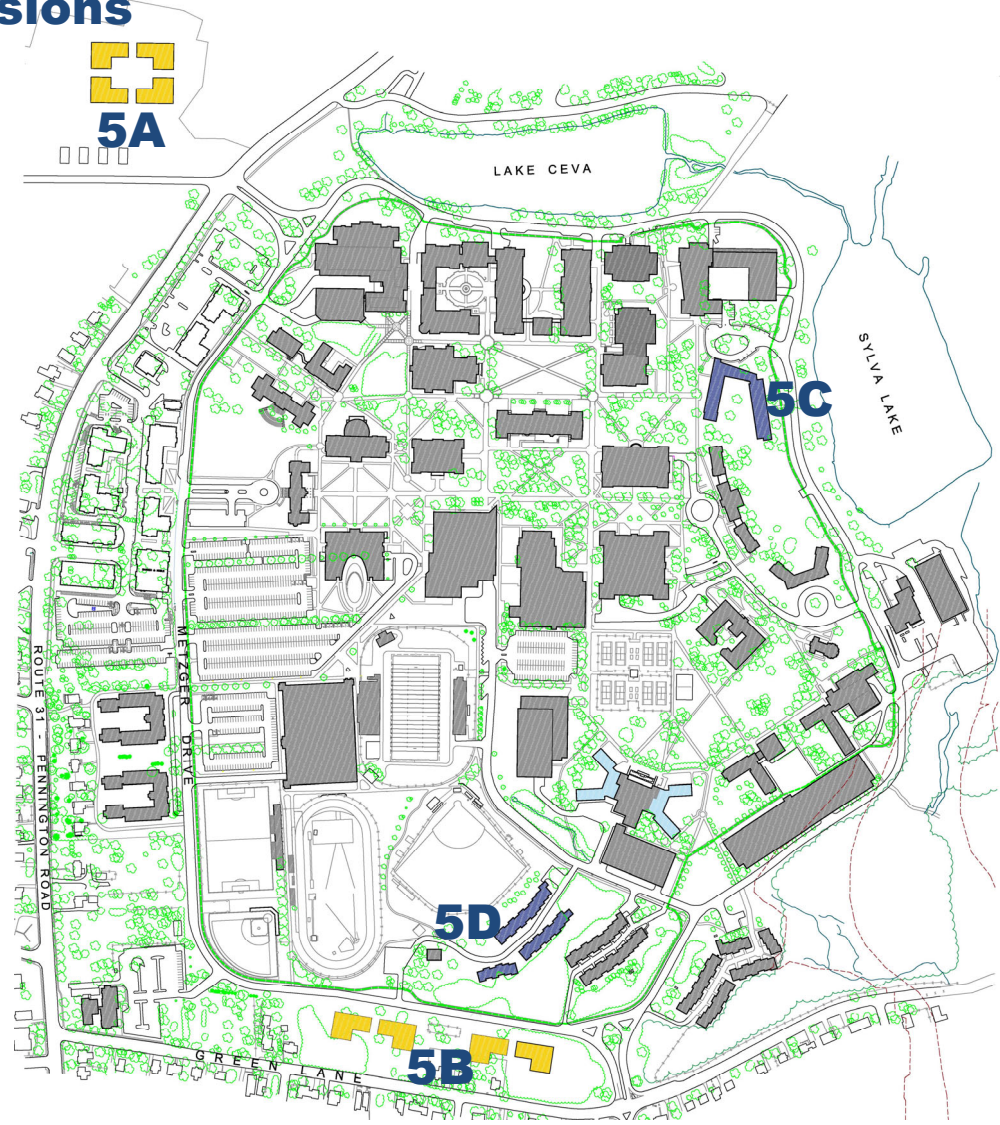 sions
5A
LAKE CEVA
SYLVA LAKE
5C
METZGER DRIVE
ROUTE 31 - PENNINGTON ROAD
5D
5B
GREEN LANE